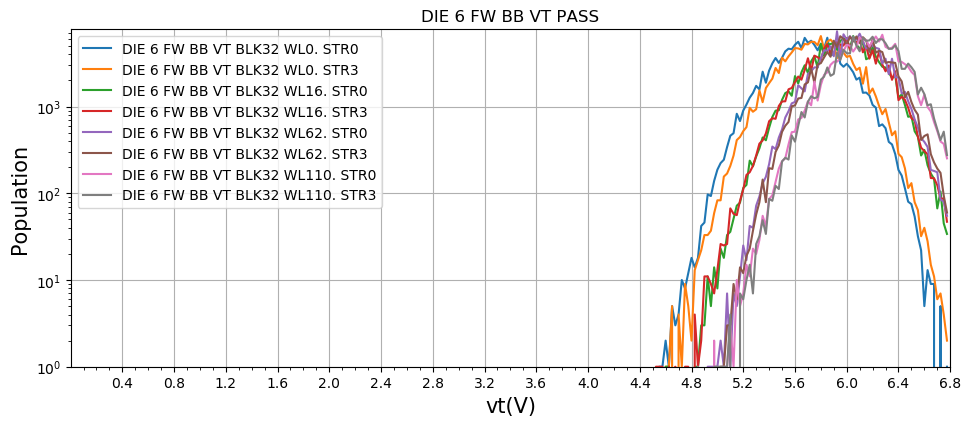 DIE 6 FW BB VT PASS
DIE 6 FW BB VT BLK32 WL0. STR0
DIE 6 FW BB VT BLK32 WL0. STR3
DIE 6 FW BB VT BLK32 WL16. STR0
DIE 6 FW BB VT BLK32 WL16. STR3
DIE 6 FW BB VT BLK32 WL62. STR0
DIE 6 FW BB VT BLK32 WL62. STR3
DIE 6 FW BB VT BLK32 WL110. STR0
DIE 6 FW BB VT BLK32 WL110. STR3
Population
10³
10²
10¹
10⁰
0.4 0.8 1.2 1.6 2.0 2.4 2.8 3.2 3.6 4.0 4.4 4.8 5.2 5.6 6.0 6.4 6.8
vt(V)